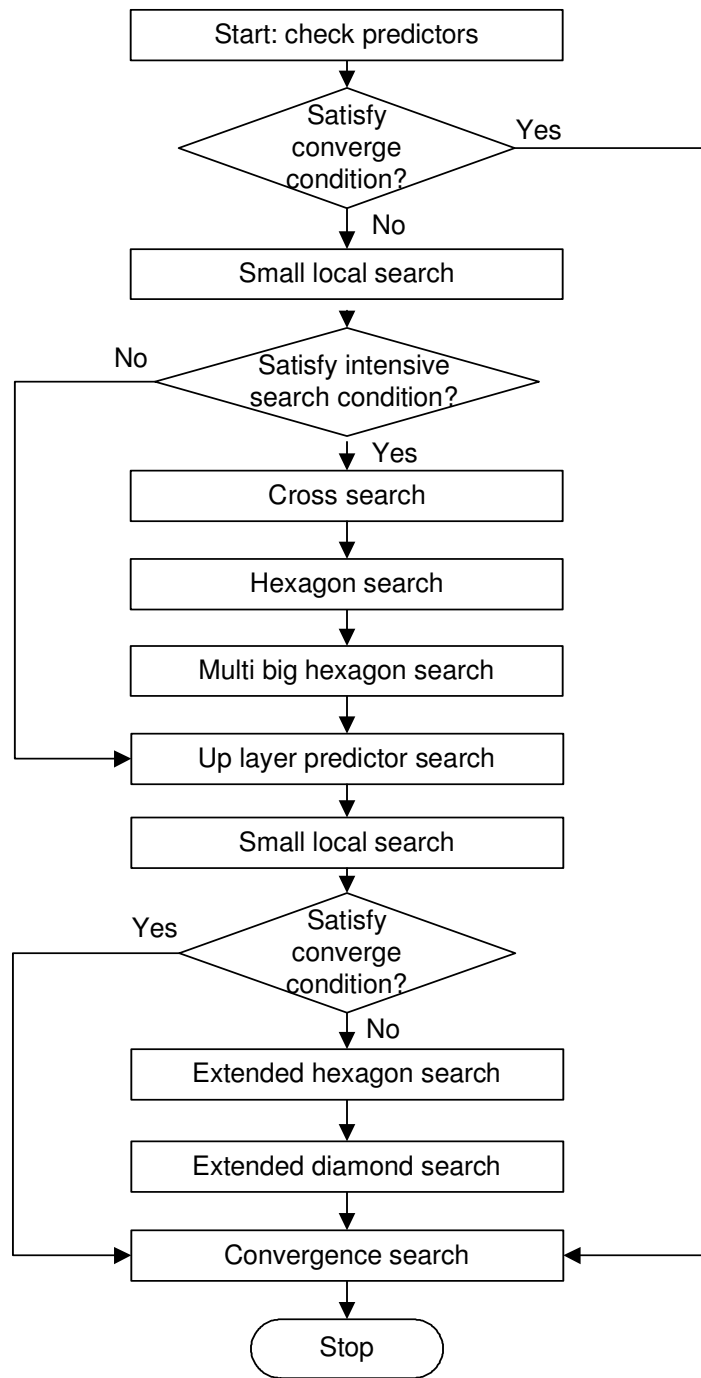 Start: check predictors
Satisfy
converge
condition?
Yes
No
Small local search
No
Satisfy intensive
search condition?
Yes
Cross search
Hexagon search
Multi big hexagon search
Up layer predictor search
Small local search
Yes
Satisfy
converge
condition?
No
Extended hexagon search
Extended diamond search
Convergence search
Stop